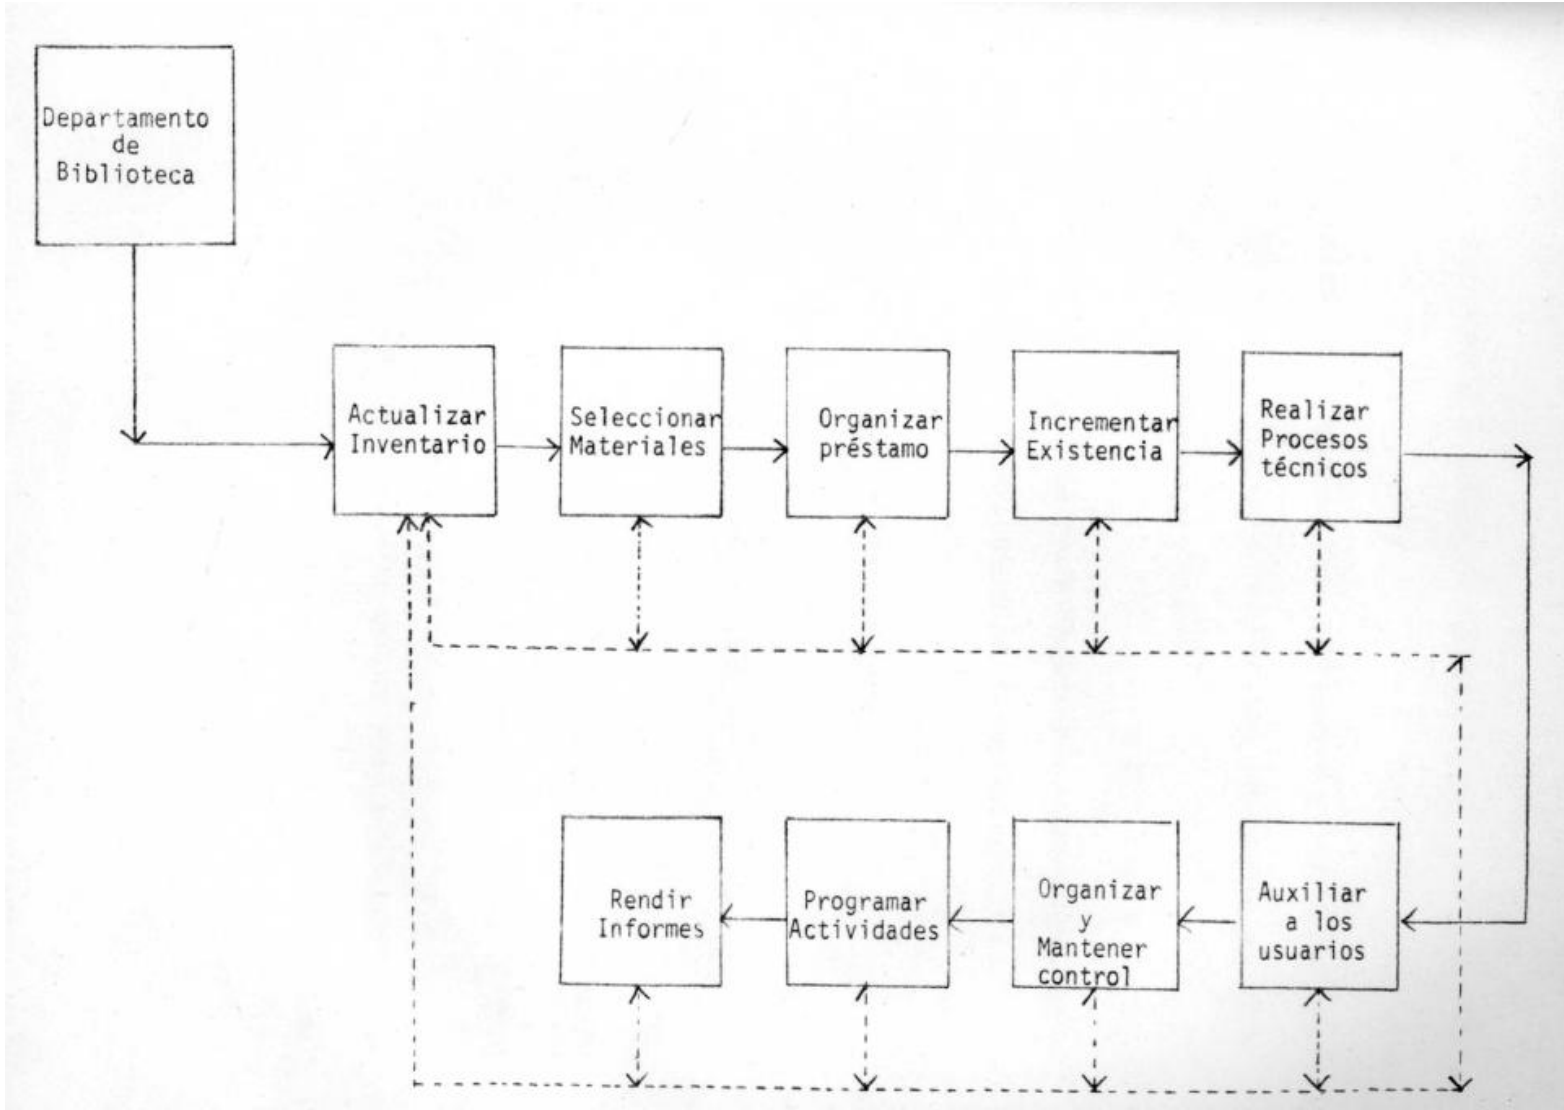 Departamento
de
Biblioteca
Actualizar
Inventario
Seleccionar
Materiales
Organizar
préstamo
Incrementar
Existencia
Realizar
Procesos
técnicos
Rendir
Informes
Programar
Actividades
Organizar
y
Mantener
control
Auxiliar
a los
usuarios